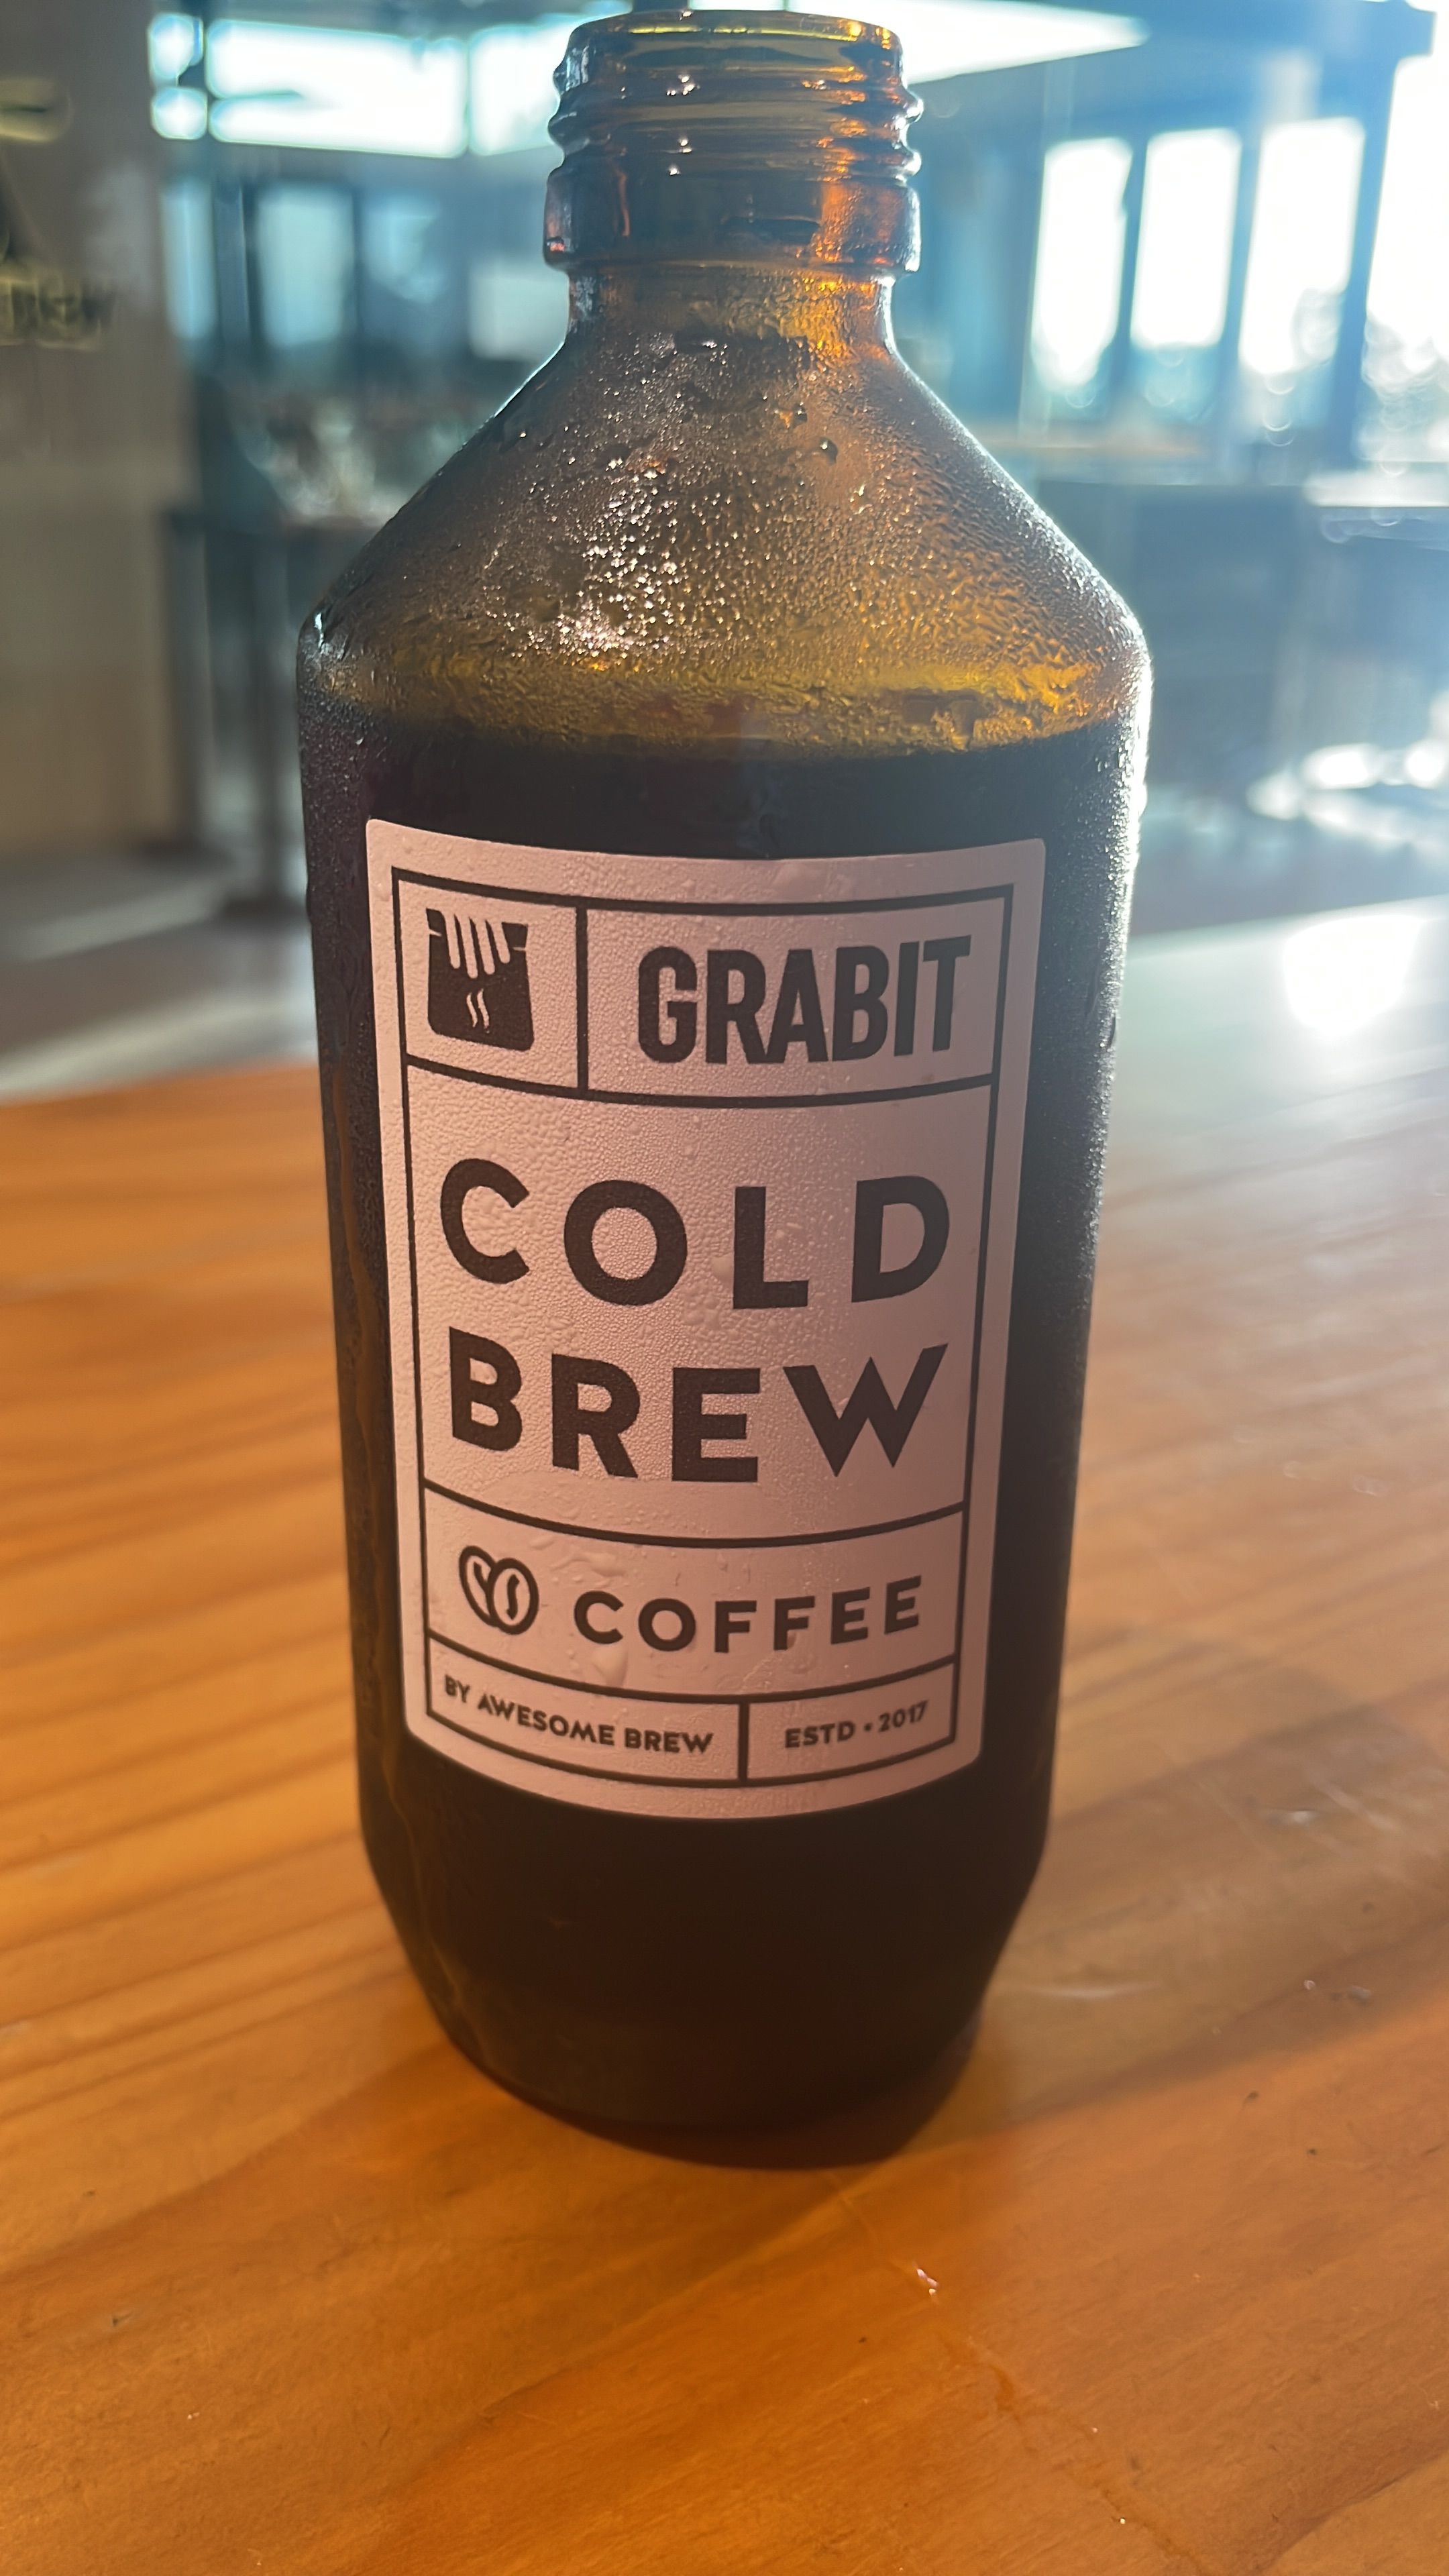 GRABIT
COLD
BREW
COFFEE
BY AWESOME BREW
ESTD • 2017